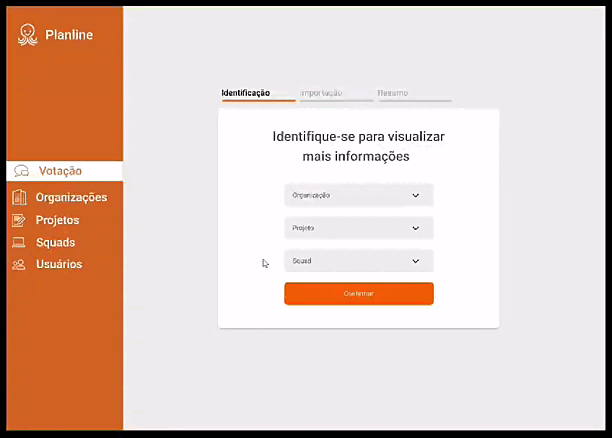 Planline
Votação
Organizações
Projetos
Squads
Usuários
Identificação
Importação
Resumo
Identifique-se para visualizar
mais informações
Organização
Projeto
Squad
Confirmar